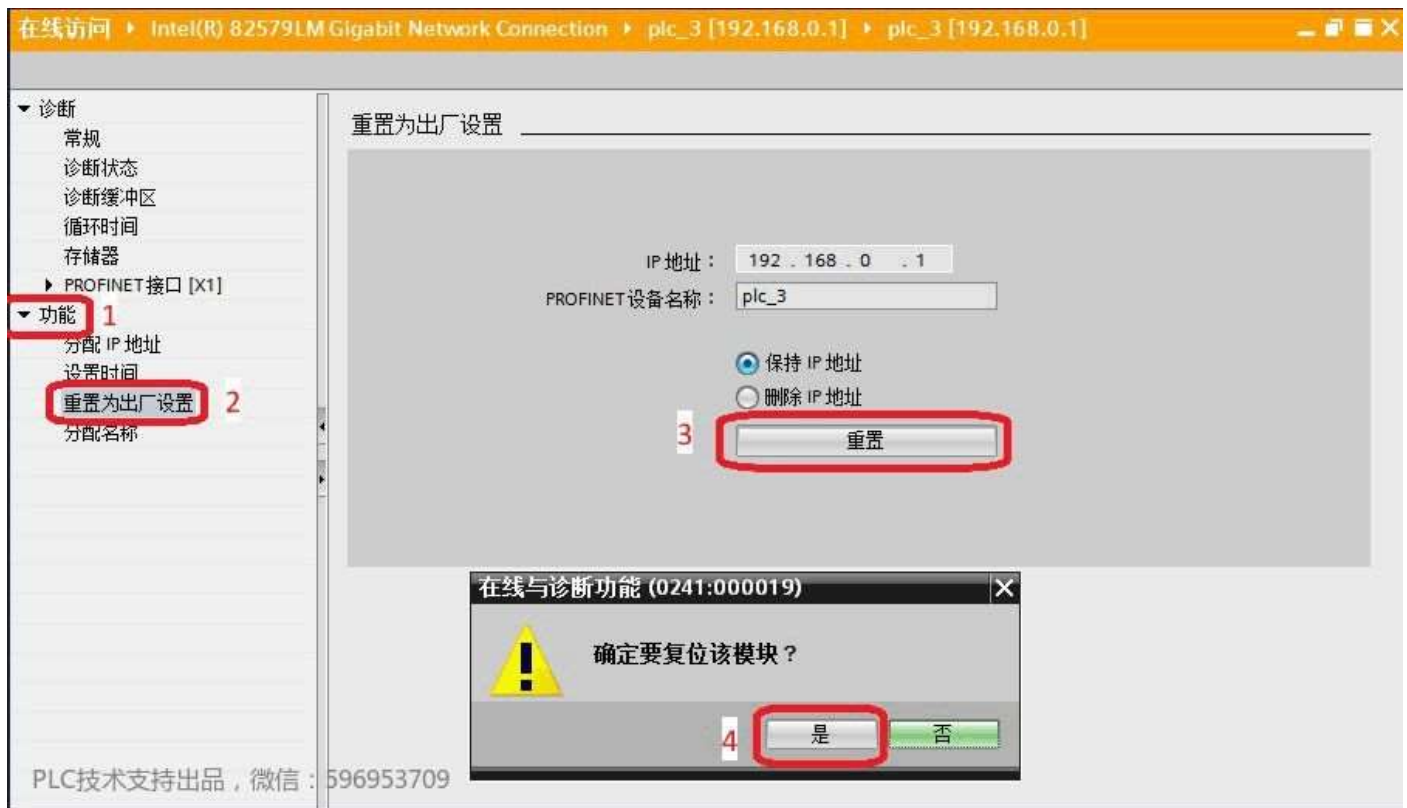 在线访问 ▸ Intel(R) 82579LM Gigabit Network Connection ▸ plc_3 [192.168.0.1] ▸ plc_3 [192.168.0.1]
诊断
常规
诊断状态
诊断缓冲区
循环时间
存储器
PROFINET接口 [X1]
功能 1
分配 IP 地址
设置时间
重置为出厂设置 2
分配名称
重置为出厂设置
IP 地址： 192 . 168 . 0 . 1
PROFINET设备名称： plc_3
保持 IP 地址
删除 IP 地址
3 重置
在线与诊断功能 (0241:000019)
确定要复位该模块？
4 是 否
PLC技术支持出品，微信：596953709